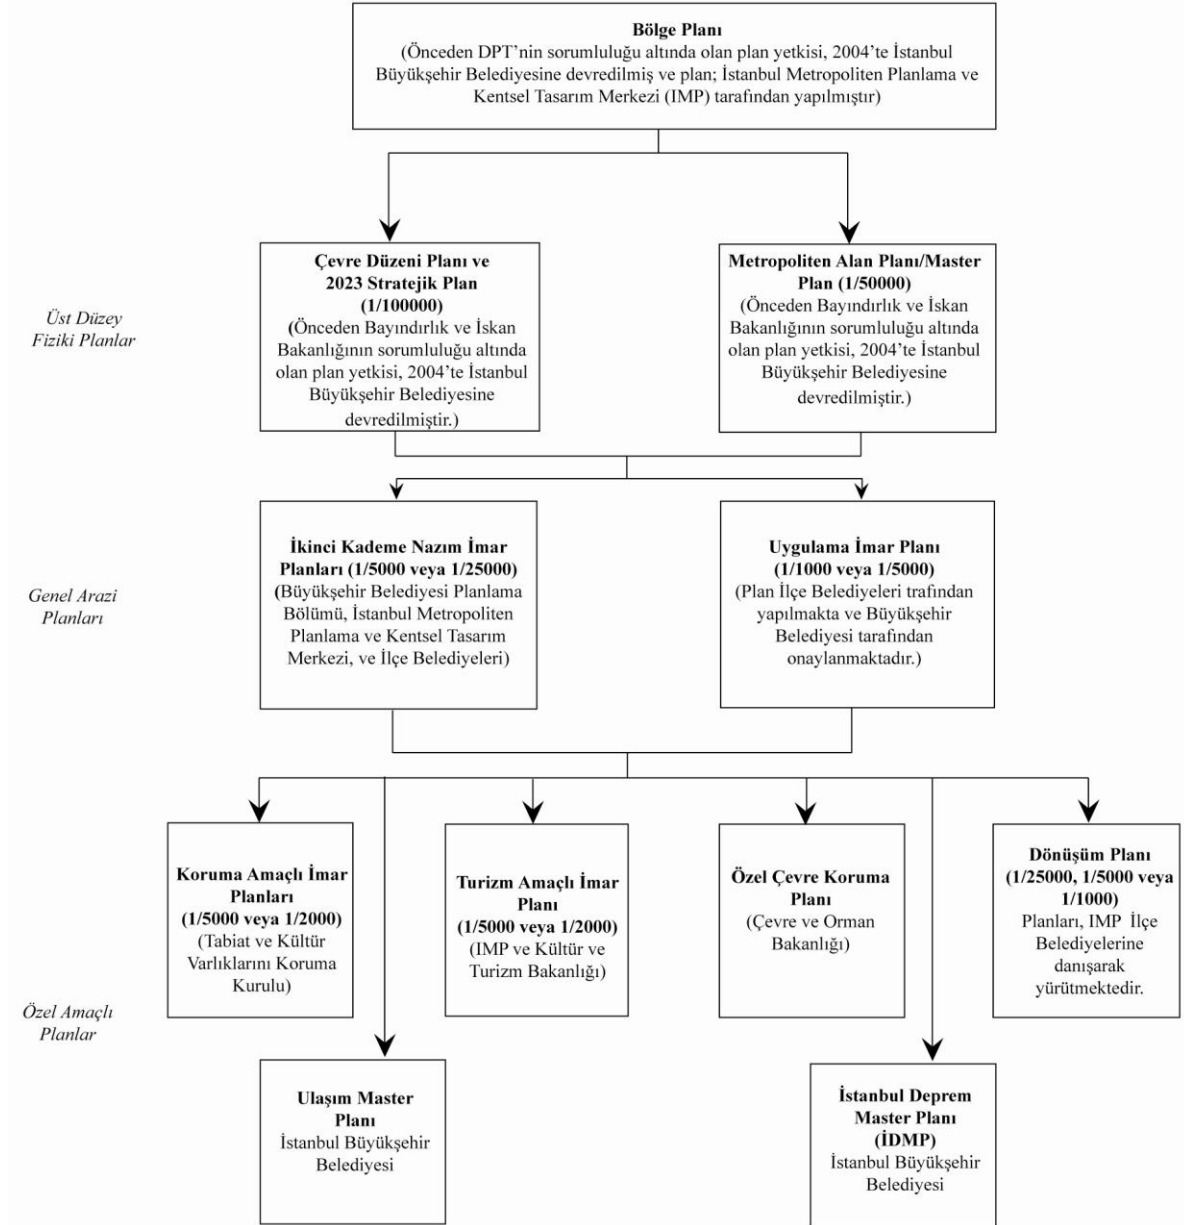 Bölge Planı
(Önceden DPT’nin sorumluluğu altında olan plan yetkisi, 2004’te İstanbul
Büyükşehir Belediyesine devredilmiş ve plan; İstanbul Metropoliten Planlama ve
Kentsel Tasarım Merkezi (IMP) tarafından yapılmıştır)
Üst Düzey
Fiziki Planlar
Çevre Düzeni Planı ve
2023 Stratejik Plan
(1/100000)
(Önceden Bayındırlık ve İskan
Bakanlığının sorumluluğu altında
olan plan yetkisi, 2004’te İstanbul
Büyükşehir Belediyesine
devredilmiştir.)
Metropoliten Alan Planı/Master
Plan (1/50000)
(Önceden Bayındırlık ve İskan
Bakanlığının sorumluluğu altında
olan plan yetkisi, 2004’te İstanbul
Büyükşehir Belediyesine
devredilmiştir.)
Genel Arazi
Planları
İkinci Kademe Nazım İmar
Planları (1/5000 veya 1/25000)
(Büyükşehir Belediyesi Planlama
Bölümü, İstanbul Metropoliten
Planlama ve Kentsel Tasarım
Merkezi, ve İlçe Belediyeleri)
Uygulama İmar Planı
(1/1000 veya 1/5000)
(Plan İlçe Belediyeleri trafından
yapılmakta ve Büyükşehir
Belediyesi tarafından
onaylanmaktadır.)
Özel Amaçlı
Planlar
Koruma Amaçlı İmar
Planları
(1/5000 veya 1/2000)
(Tabiat ve Kültür
Varlıklarını Koruma
Kurulu)
Turizm Amaçlı İmar
Planı
(1/5000 veya 1/2000)
(IMP ve Kültür ve
Turizm Bakanlığı)
Özel Çevre Koruma
Planı
(Çevre ve Orman
Bakanlığı)
Dönüşüm Planı
(1/25000, 1/5000 veya
1/1000)
Planları, IMP İlçe
Belediyelerine
danışarak
yürütmektedir.
Ulaşım Master
Planı
İstanbul Büyükşehir
Belediyesi
İstanbul Deprem
Master Planı
(İDMP)
İstanbul Büyükşehir
Belediyesi